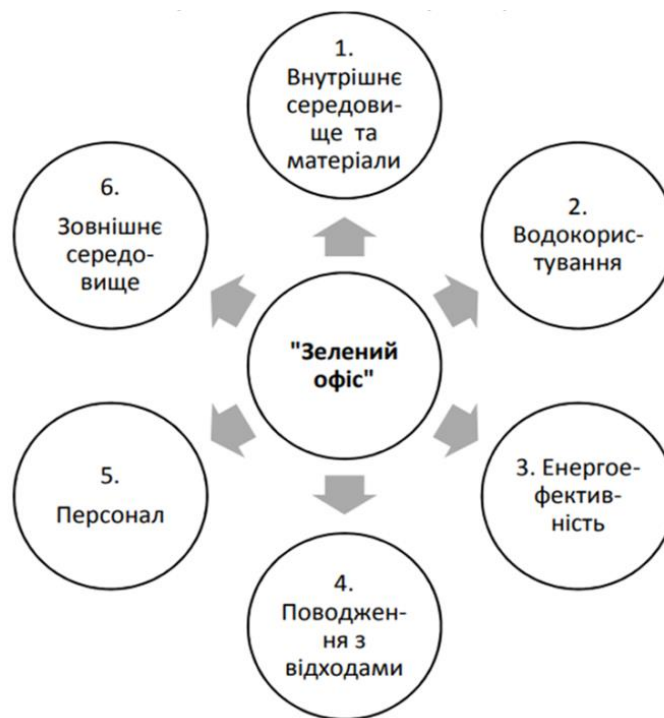 1.
Внутрішнє
середови-
ще та
матеріали
2.
Водокорис-
тування
3. Енергое-
фектив-
ність
4.
Поводжен-
ня з
відходами
5.
Персонал
6.
Зовнішнє
середо-
вище
"Зелений
офіс"